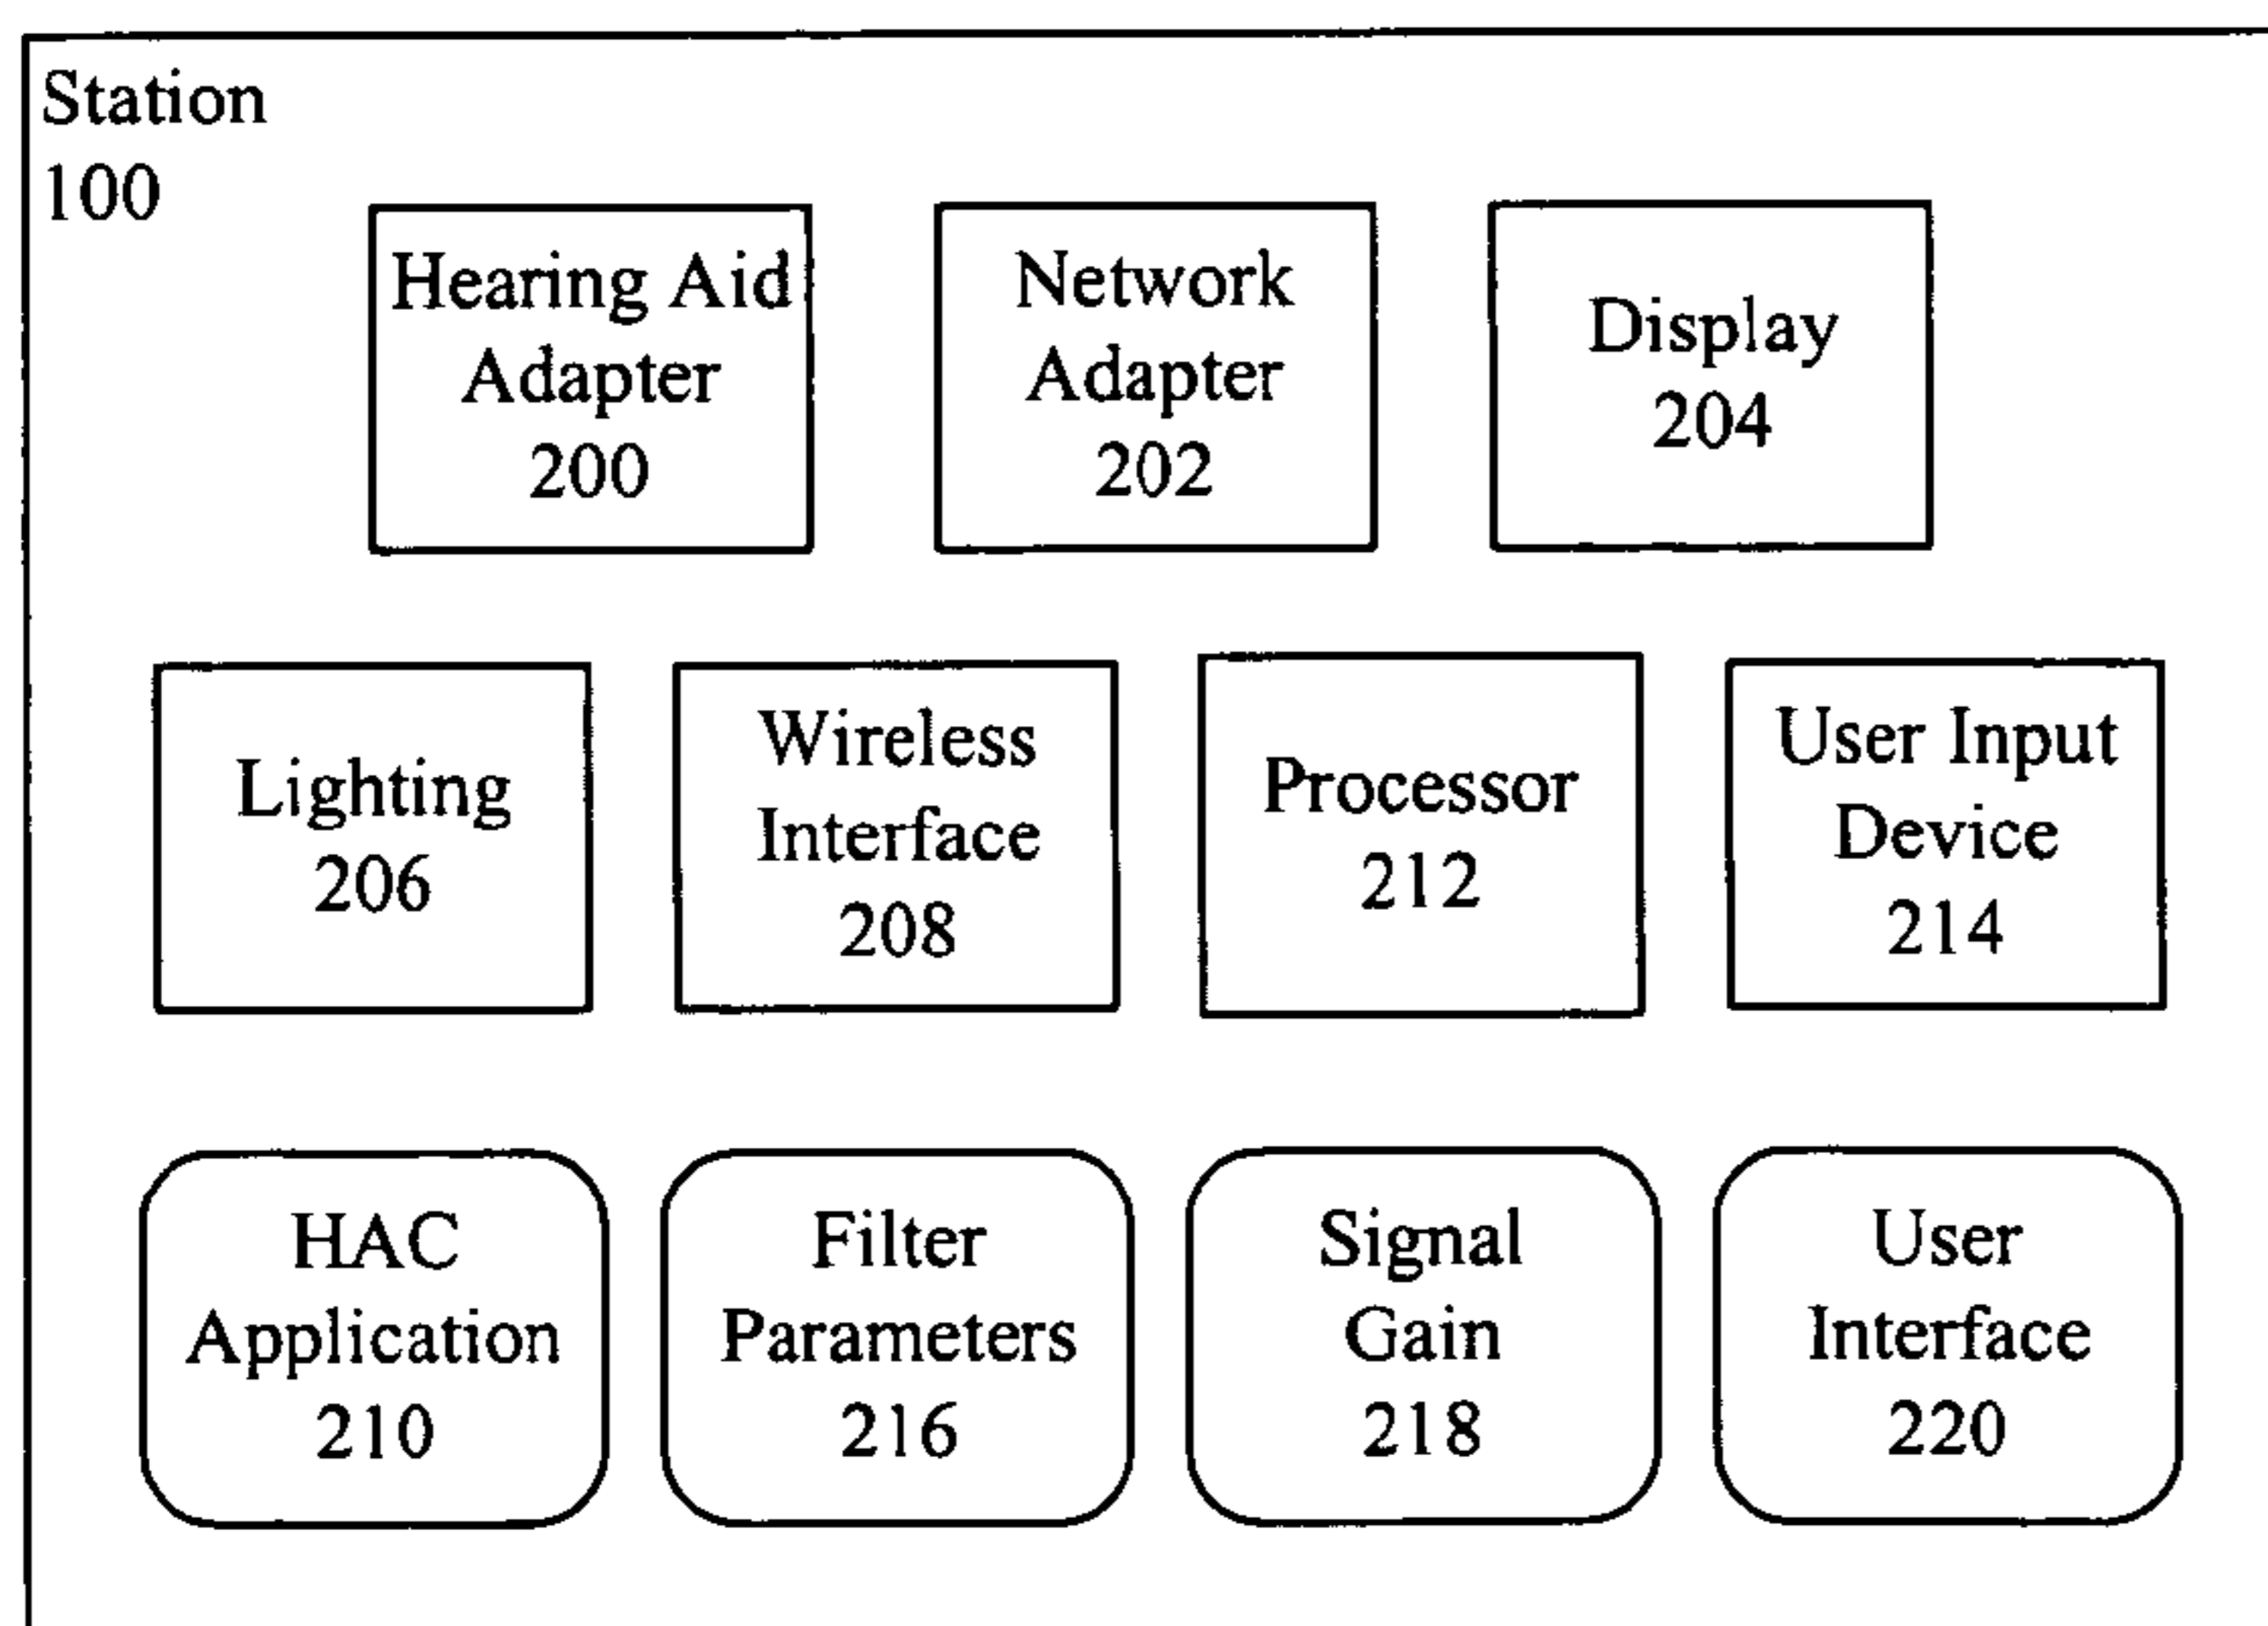 Station
100
Hearing Aid
Adapter
200
Network
Adapter
202
Display
204
Lighting
206
Wireless
Interface
208
Processor
212
User Input
Device
214
HAC
Application
210
Filter
Parameters
216
Signal
Gain
218
User
Interface
220